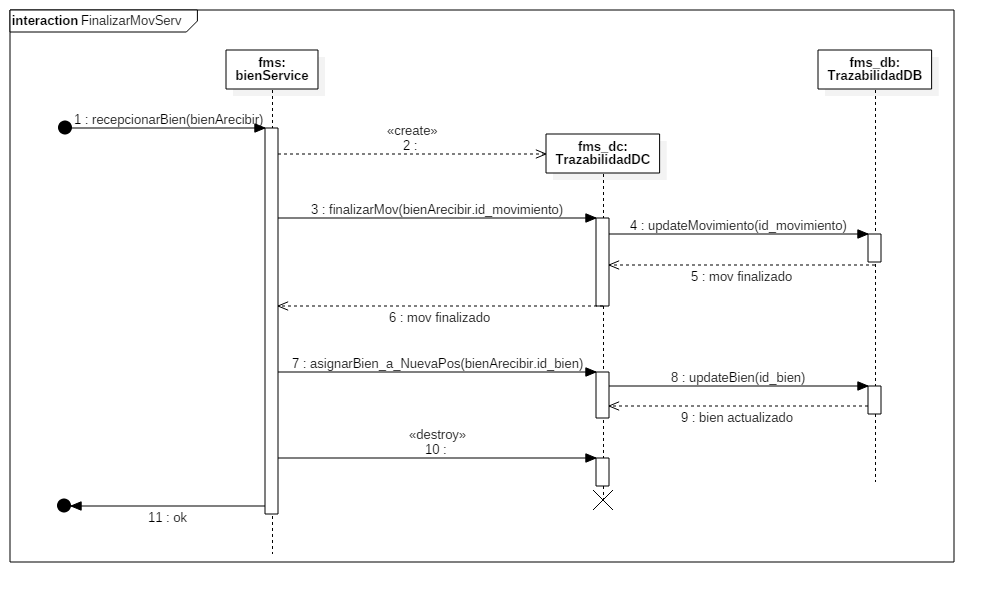 interaction FinalizarMovServ
fms:
bienService
fms_db:
TrazabilidadDB
1 : recepcionarBien(bienArecibir)
«create»
2 :
fms_dc:
TrazabilidadDC
3 : finalizarMov(bienArecibir.id_movimiento)
4 : updateMovimiento(id_movimiento)
5 : mov finalizado
6 : mov finalizado
7 : asignarBien_a_NuevaPos(bienArecibir.id_bien)
8 : updateBien(id_bien)
9 : bien actualizado
«destroy»
10 :
11 : ok